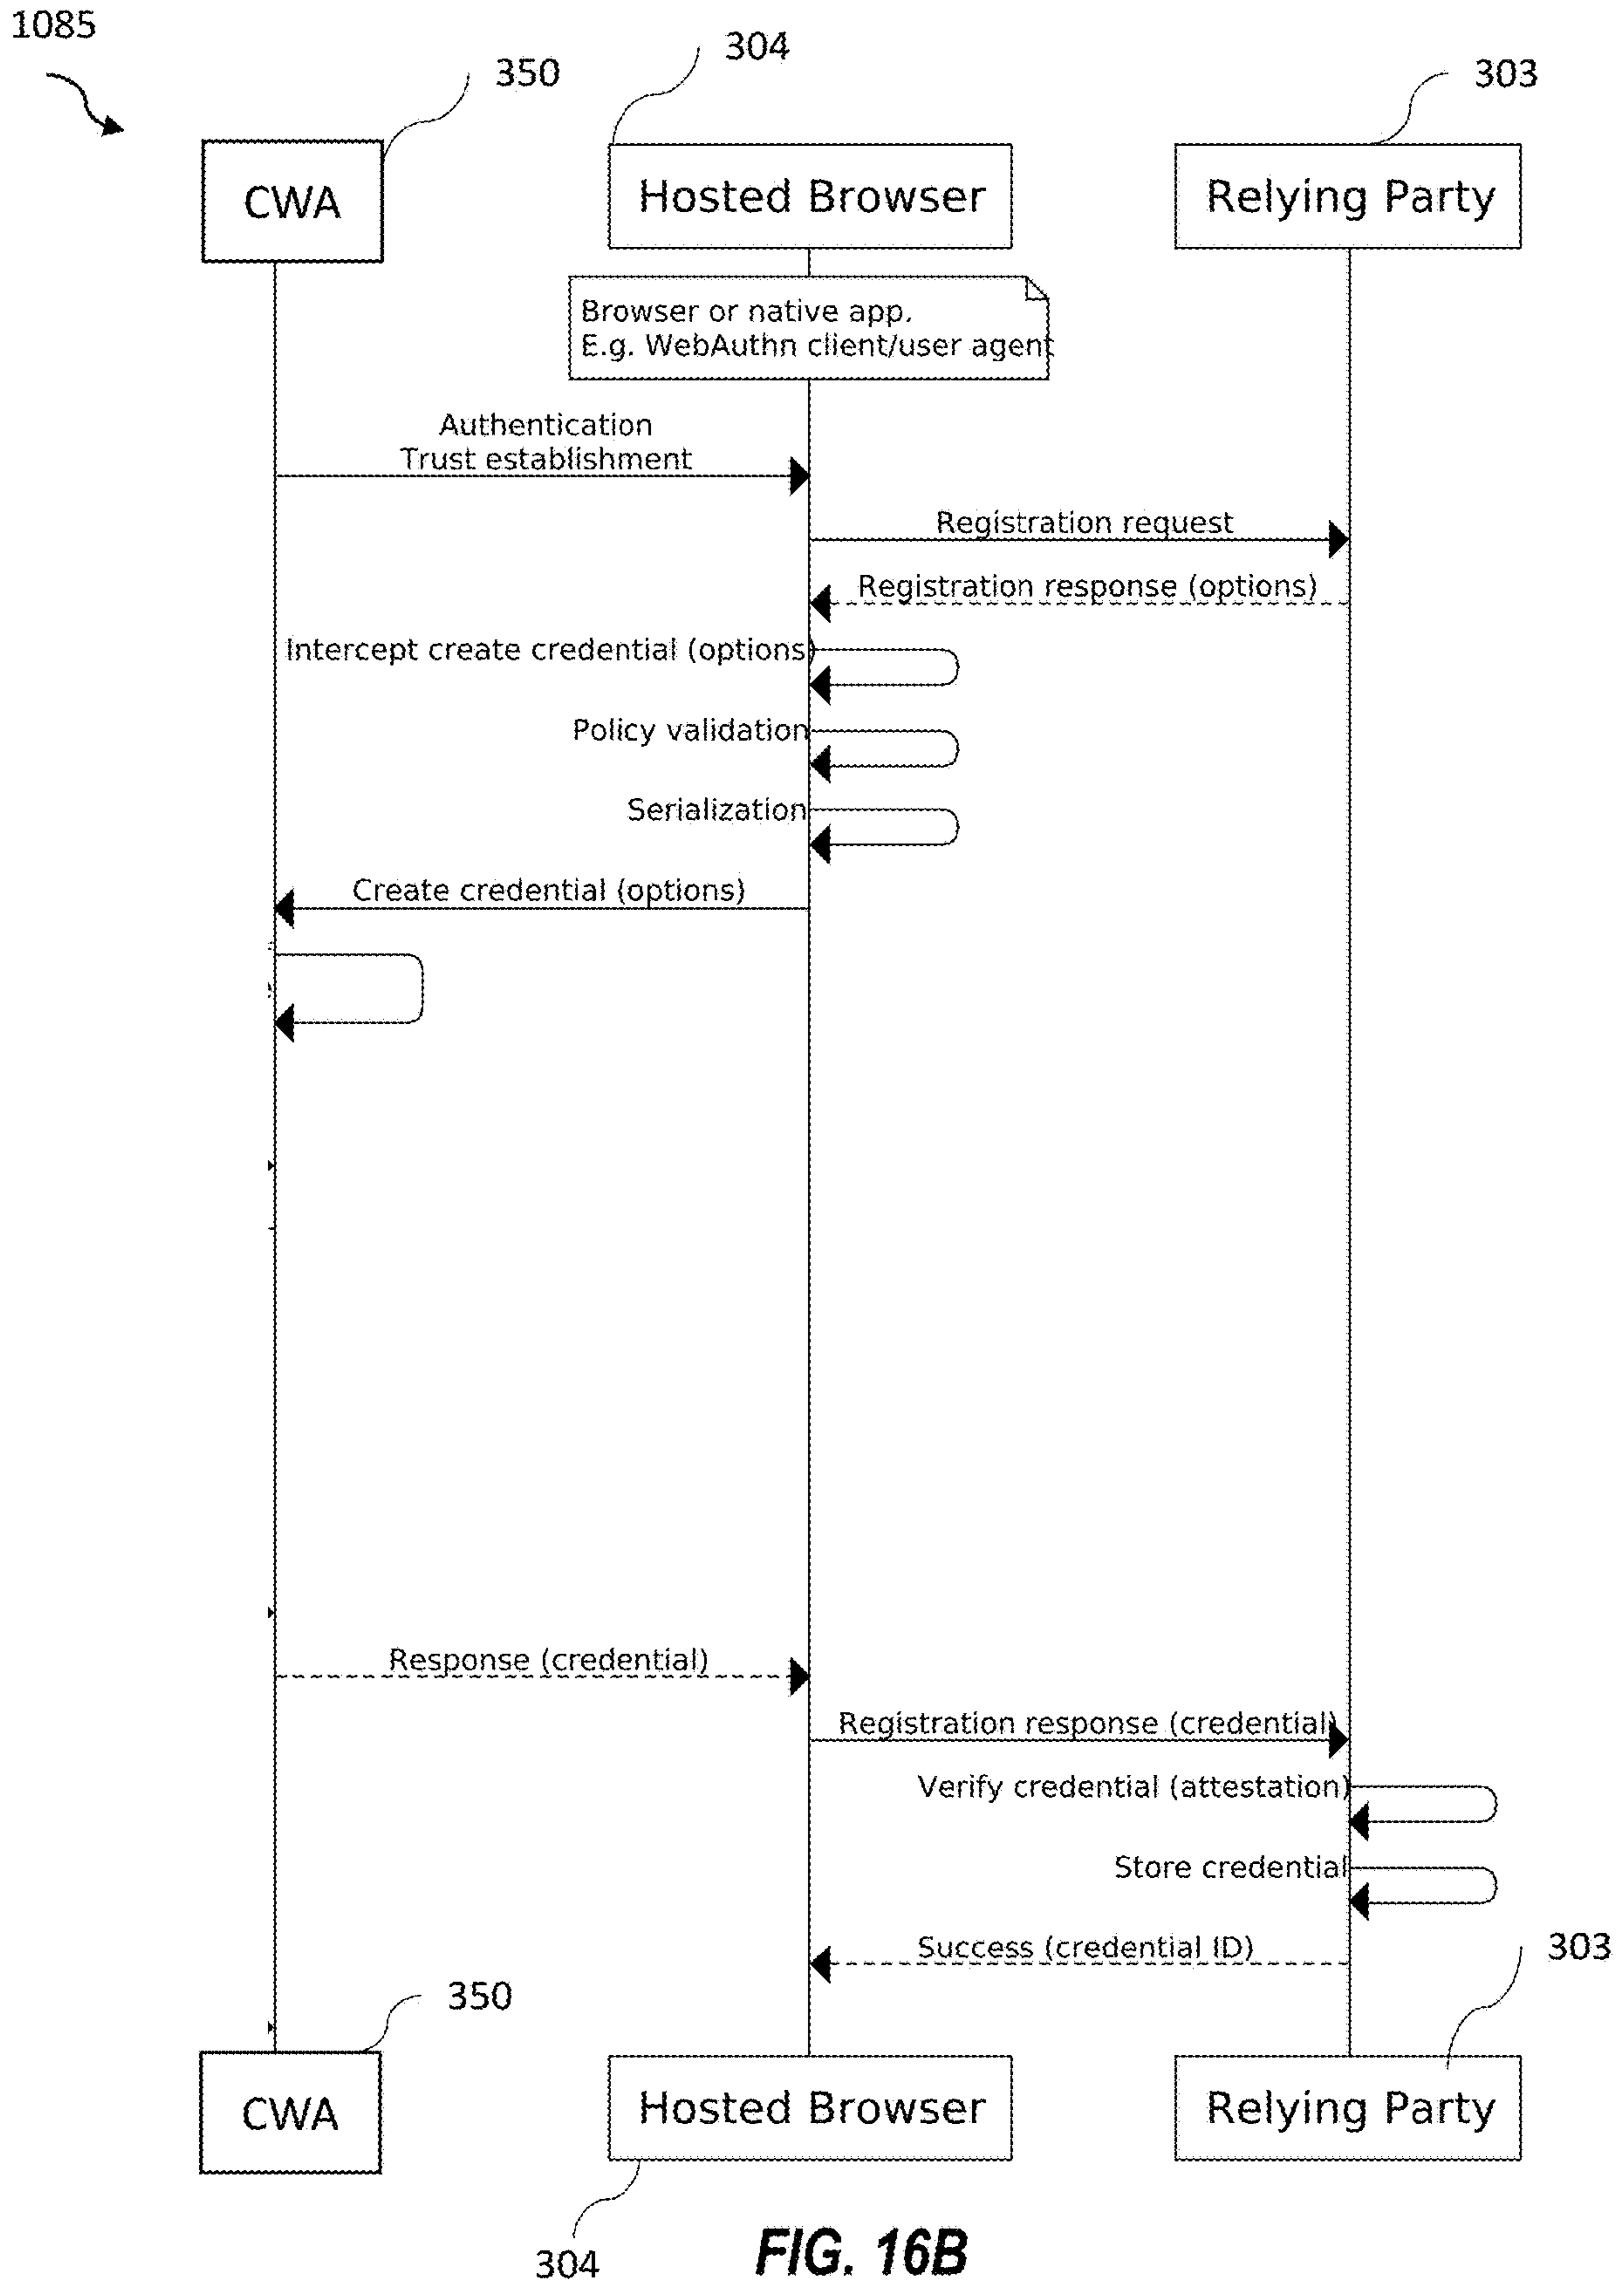 1085
350
304
303
CWA
Hosted Browser
Relying Party
Browser or native app.
E.g. WebAuthn client/user agent
Authentication
Trust establishment
Registration request
Registration response (options)
Intercept create credential (options)
Policy validation
Serialization
Create credential (options)
Response (credential)
Registration response (credential)
Verify credential (attestation)
Store credential
Success (credential ID)
303
350
CWA
Hosted Browser
Relying Party
304
FIG. 16B